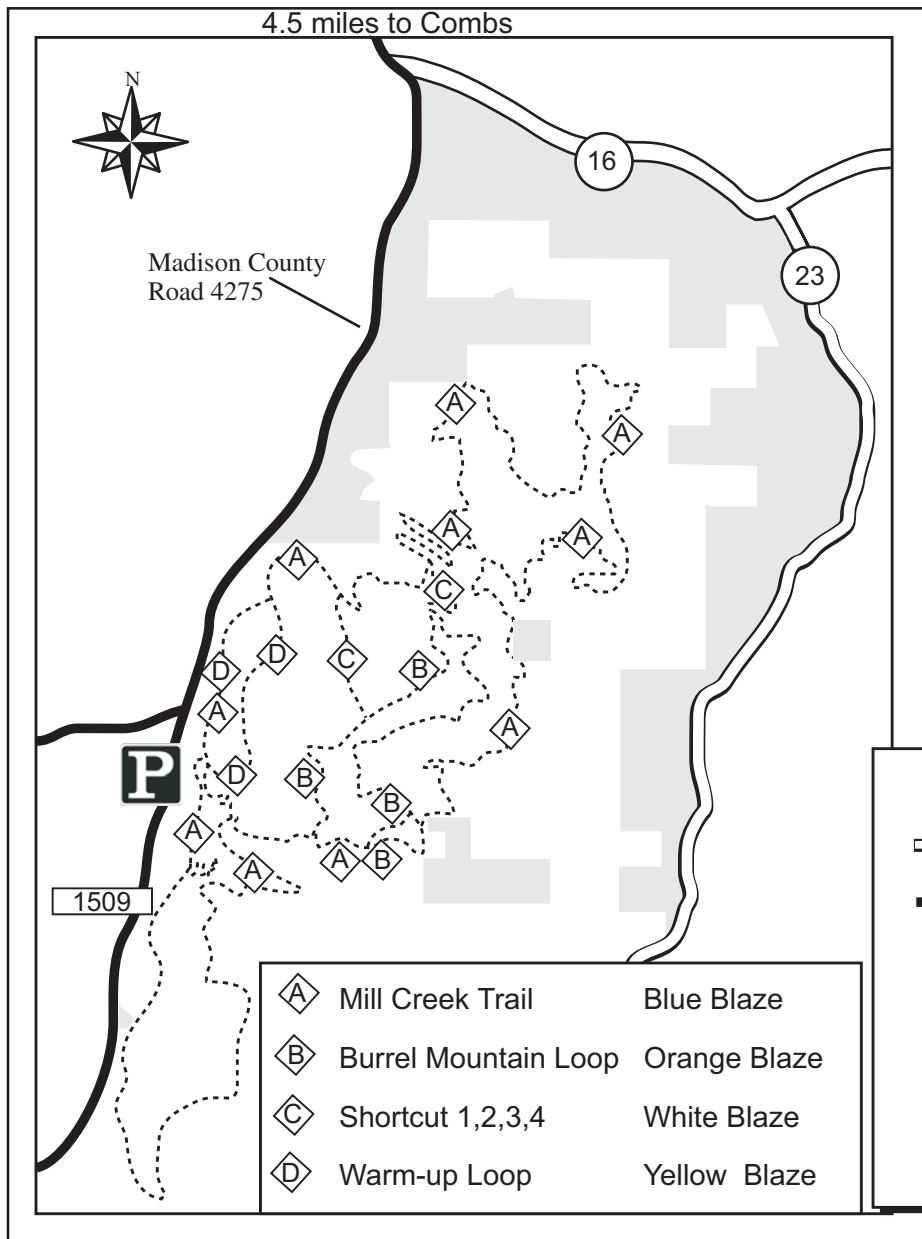 4.5 miles to Combs
N
16
Madison County
Road 4275
23
A
A
A
A
A
C
D
C
B
D
A
A
P
D
B
B
A
A
B
A
1509
A Mill Creek Trail Blue Blaze
B Burrel Mountain Loop Orange Blaze
C Shortcut 1,2,3,4 White Blaze
D Warm-up Loop Yellow Blaze